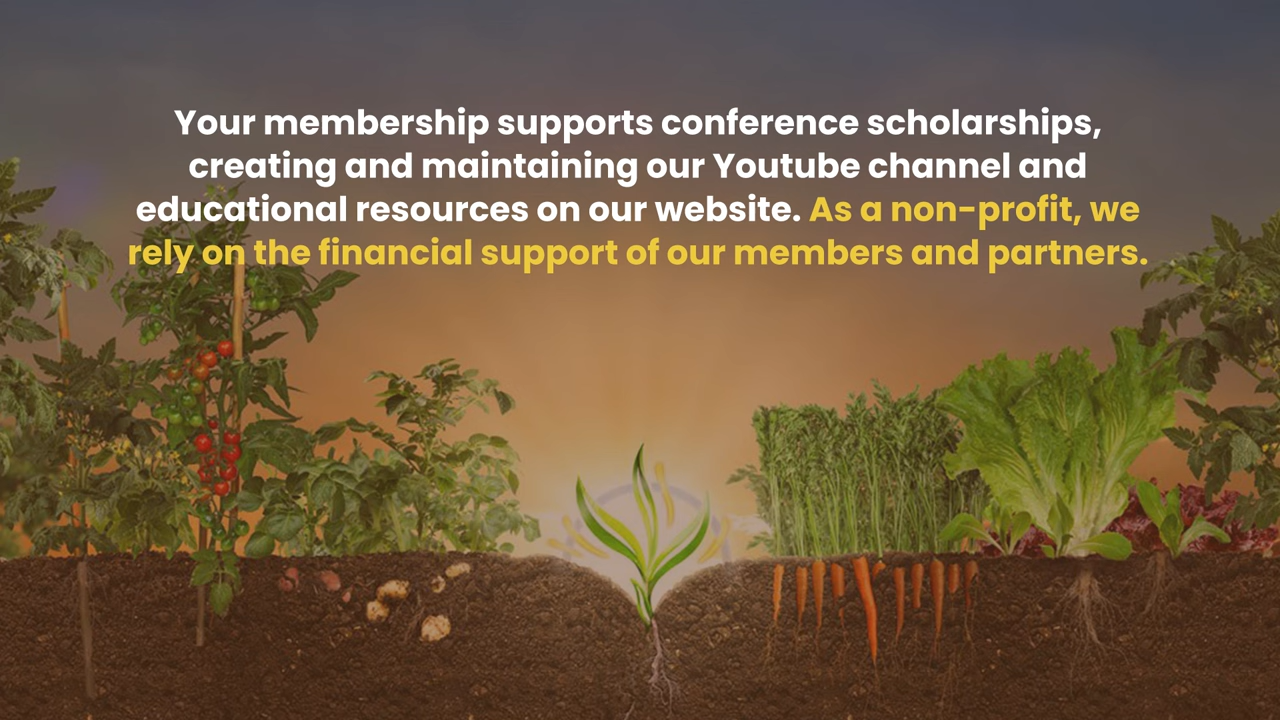 Your membership supports conference scholarships,
creating and maintaining our Youtube channel and
educational resources on our website. As a non-profit, we
rely on the financial support of our members and partners.